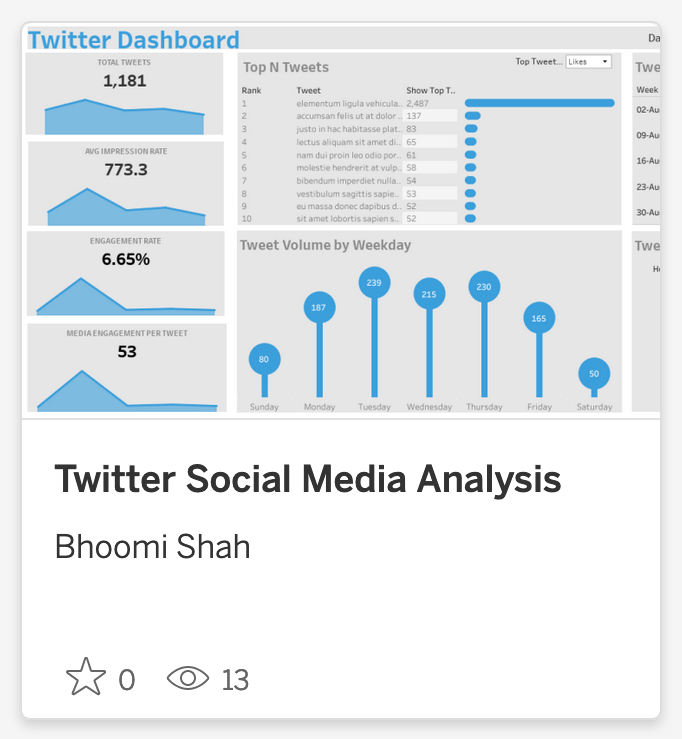 Twitter Dashboard
Da
TOTAL TWEETS
1,181
AVG IMPRESSION RATE
773.3
ENGAGEMENT RATE
6.65%
MEDIA ENGAGEMENT PER TWEET
53
Top N Tweets
Top Tweet... Likes
Rank Tweet Show Top T..
1 elementum ligula vehicula.. 2,487
2 accumsan felis ut at dolor .. 137
3 justo in hac habitasse plat.. 83
4 lectus aliquam sit amet di.. 65
5 nam dui proin leo odio por.. 61
6 molestie hendrerit at vulp.. 58
7 bibendum imperdiet nulla.. 54
8 vestibulum sagittis sapie.. 53
9 eu massa donec dapibus d.. 52
10 sit amet lobortis sapien s.. 52
Twe
Week
02-Au
09-Au
16-Au
23-Au
30-Au
Tweet Volume by Weekday
80 187 239 215 230 165 50
Sunday Monday Tuesday Wednesday Thursday Friday Saturday
Twe
Ho
Twitter Social Media Analysis
Bhoomi Shah
0 13